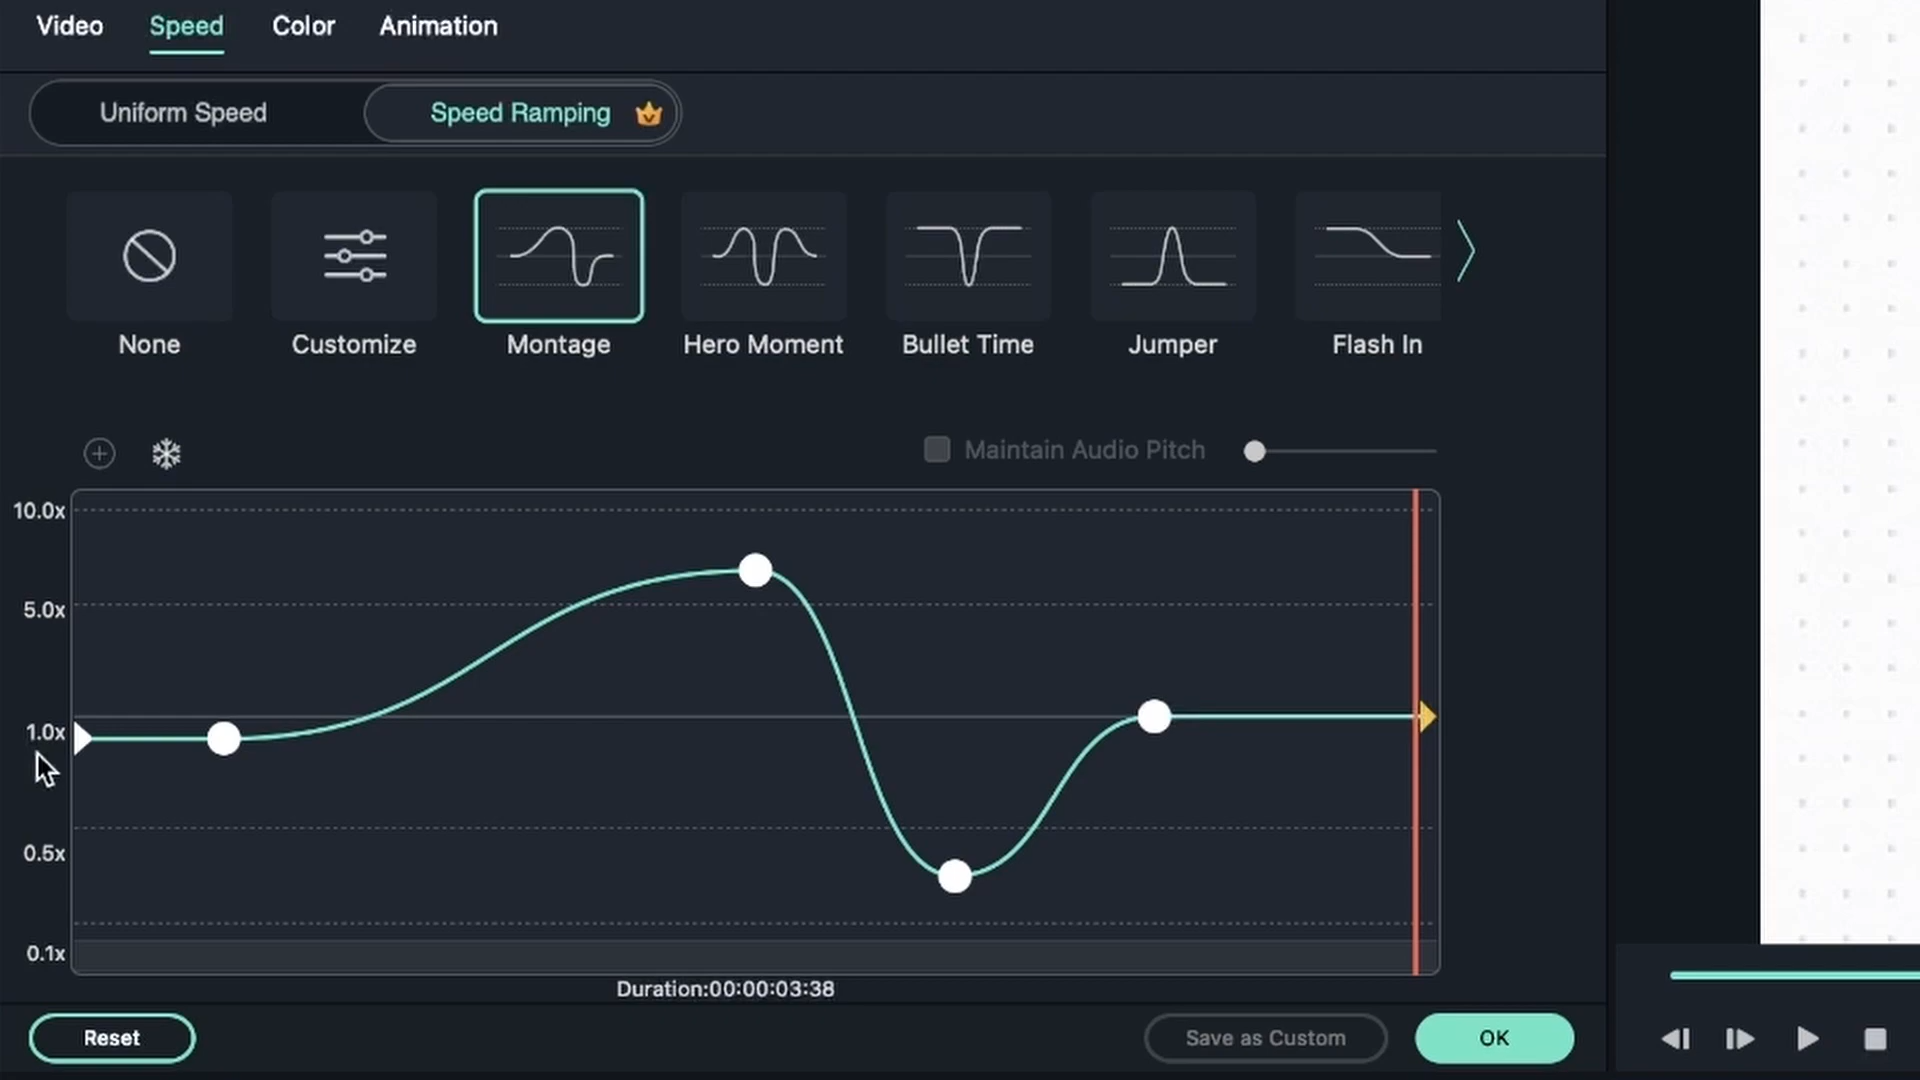 Video Speed Color Animation
Uniform Speed Speed Ramping
None Customize Montage Hero Moment Bullet Time Jumper Flash In
Maintain Audio Pitch
10.0x
5.0x
1.0x
0.5x
0.1x
Duration:00:00:03:38
Reset Save as Custom OK